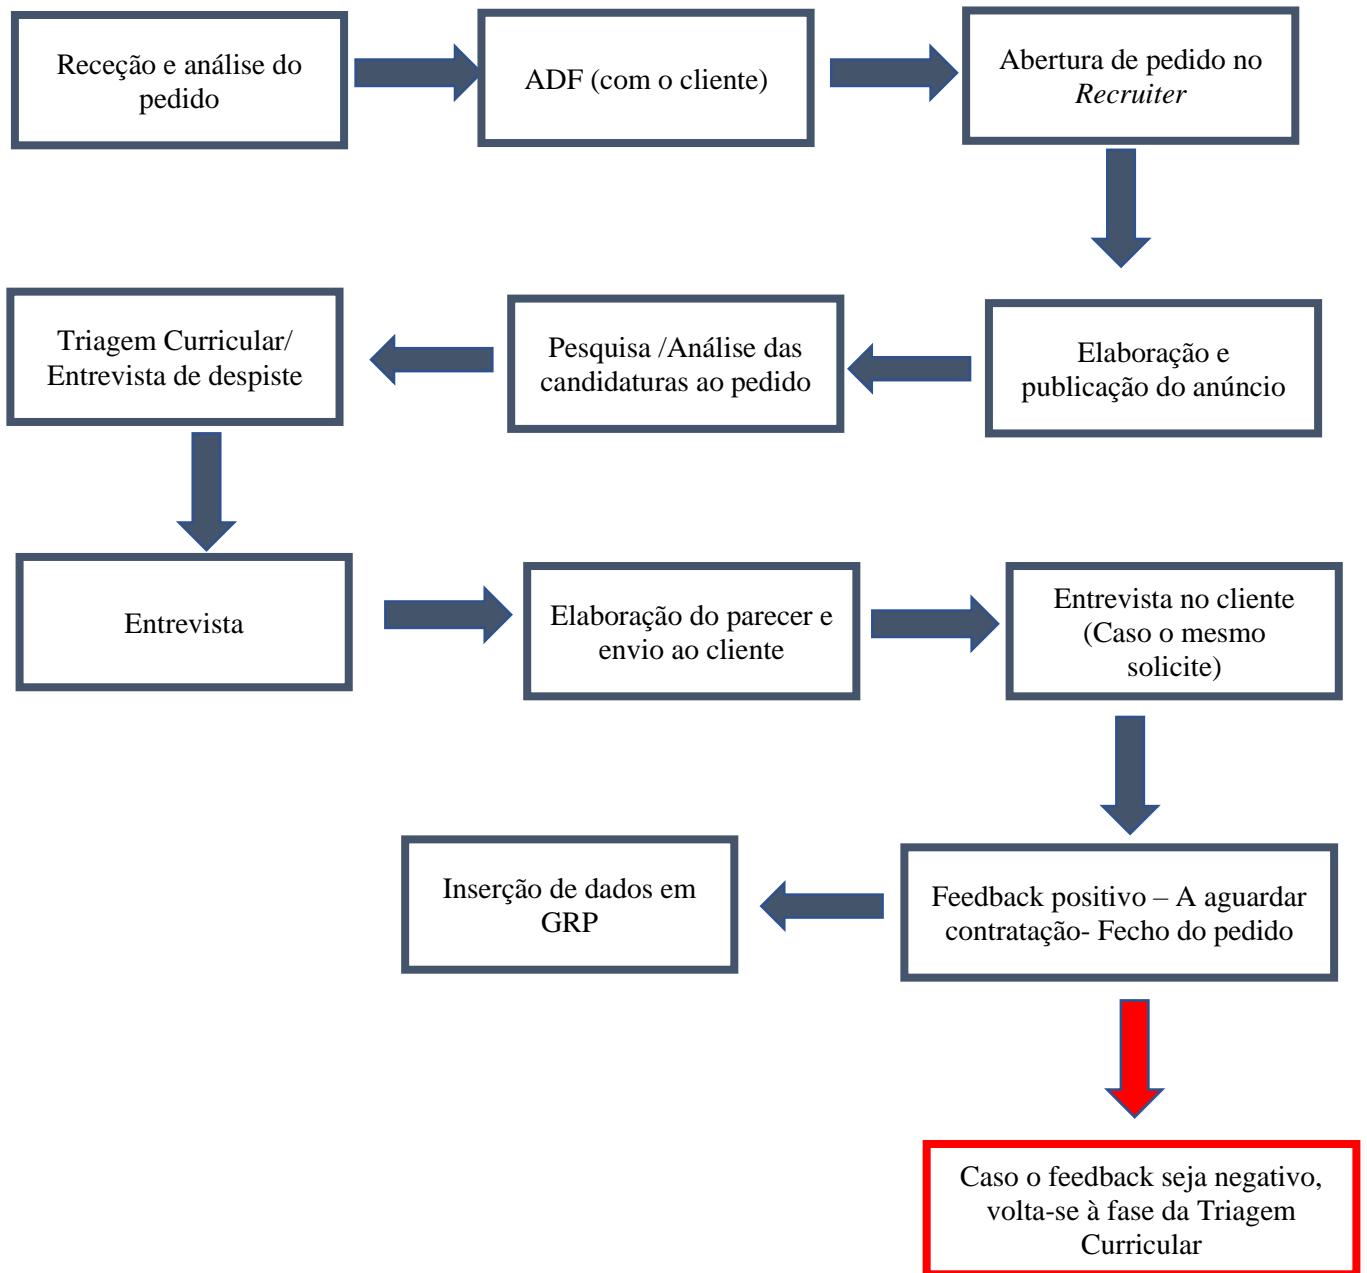 Receção e análise do
pedido
ADF (com o cliente)
Abertura de pedido no
Recruiter
Triagem Curricular/
Entrevista de despiste
Pesquisa /Análise das
candidaturas ao pedido
Elaboração e
publicação do anúncio
Entrevista
Elaboração do parecer e
envio ao cliente
Entrevista no cliente
(Caso o mesmo
solicite)
Inserção de dados em
GRP
Feedback positivo – A aguardar
contratação- Fecho do pedido
Caso o feedback seja negativo,
volta-se à fase da Triagem
Curricular